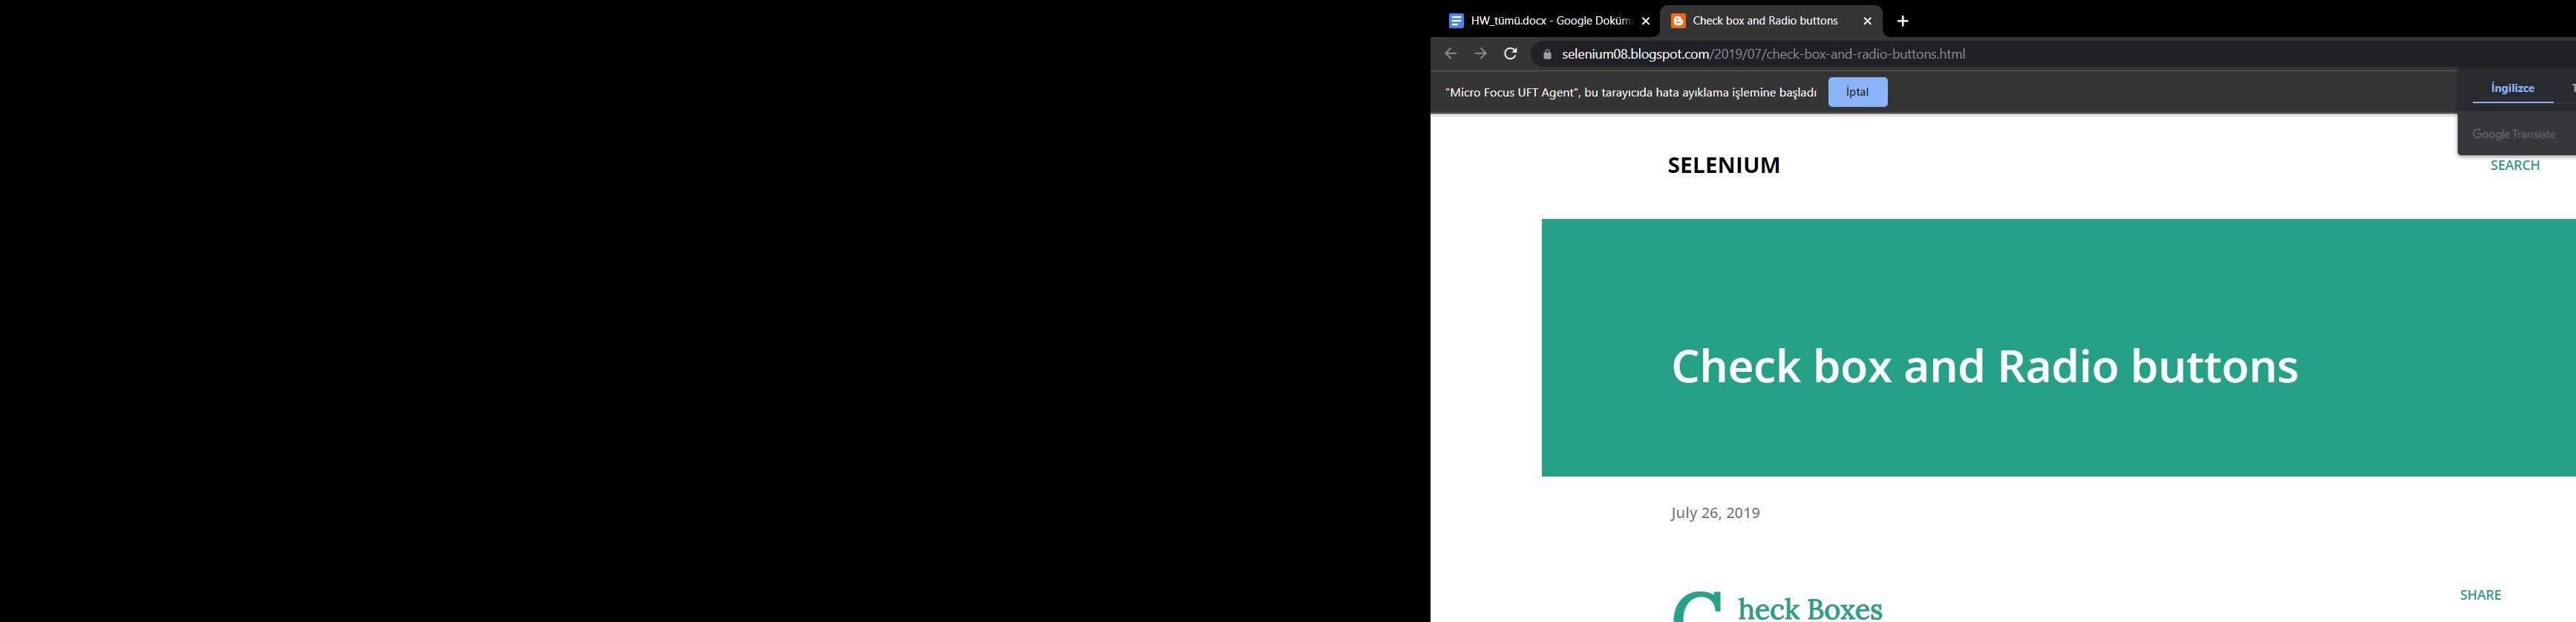 HW_tümü.docx - Google Doküm
Check box and Radio buttons
selenium08.blogspot.com/2019/07/check-box-and-radio-buttons.html
"Micro Focus UFT Agent", bu tarayıcıda hata ayıklama işlemine başladı
İptal
İngilizce
Google Translate
SELENIUM
SEARCH
Check box and Radio buttons
July 26, 2019
Check Boxes
SHARE